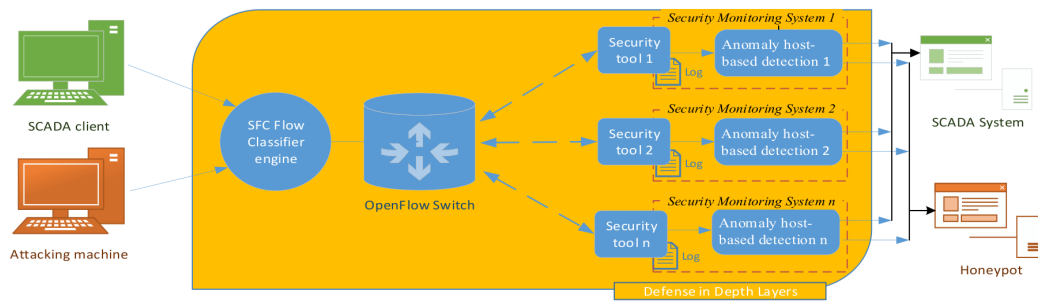 SCADA client
Attacking machine
SFC Flow
Classifier
engine
OpenFlow Switch
Security Monitoring System 1
Security
tool 1
Log
Anomaly host-
based detection 1
Security Monitoring System 2
Security
tool 2
Log
Anomaly host-
based detection 2
Security Monitoring System n
Security
tool n
Log
Anomaly host-
based detection n
SCADA System
Honeypot
Defense in Depth Layers